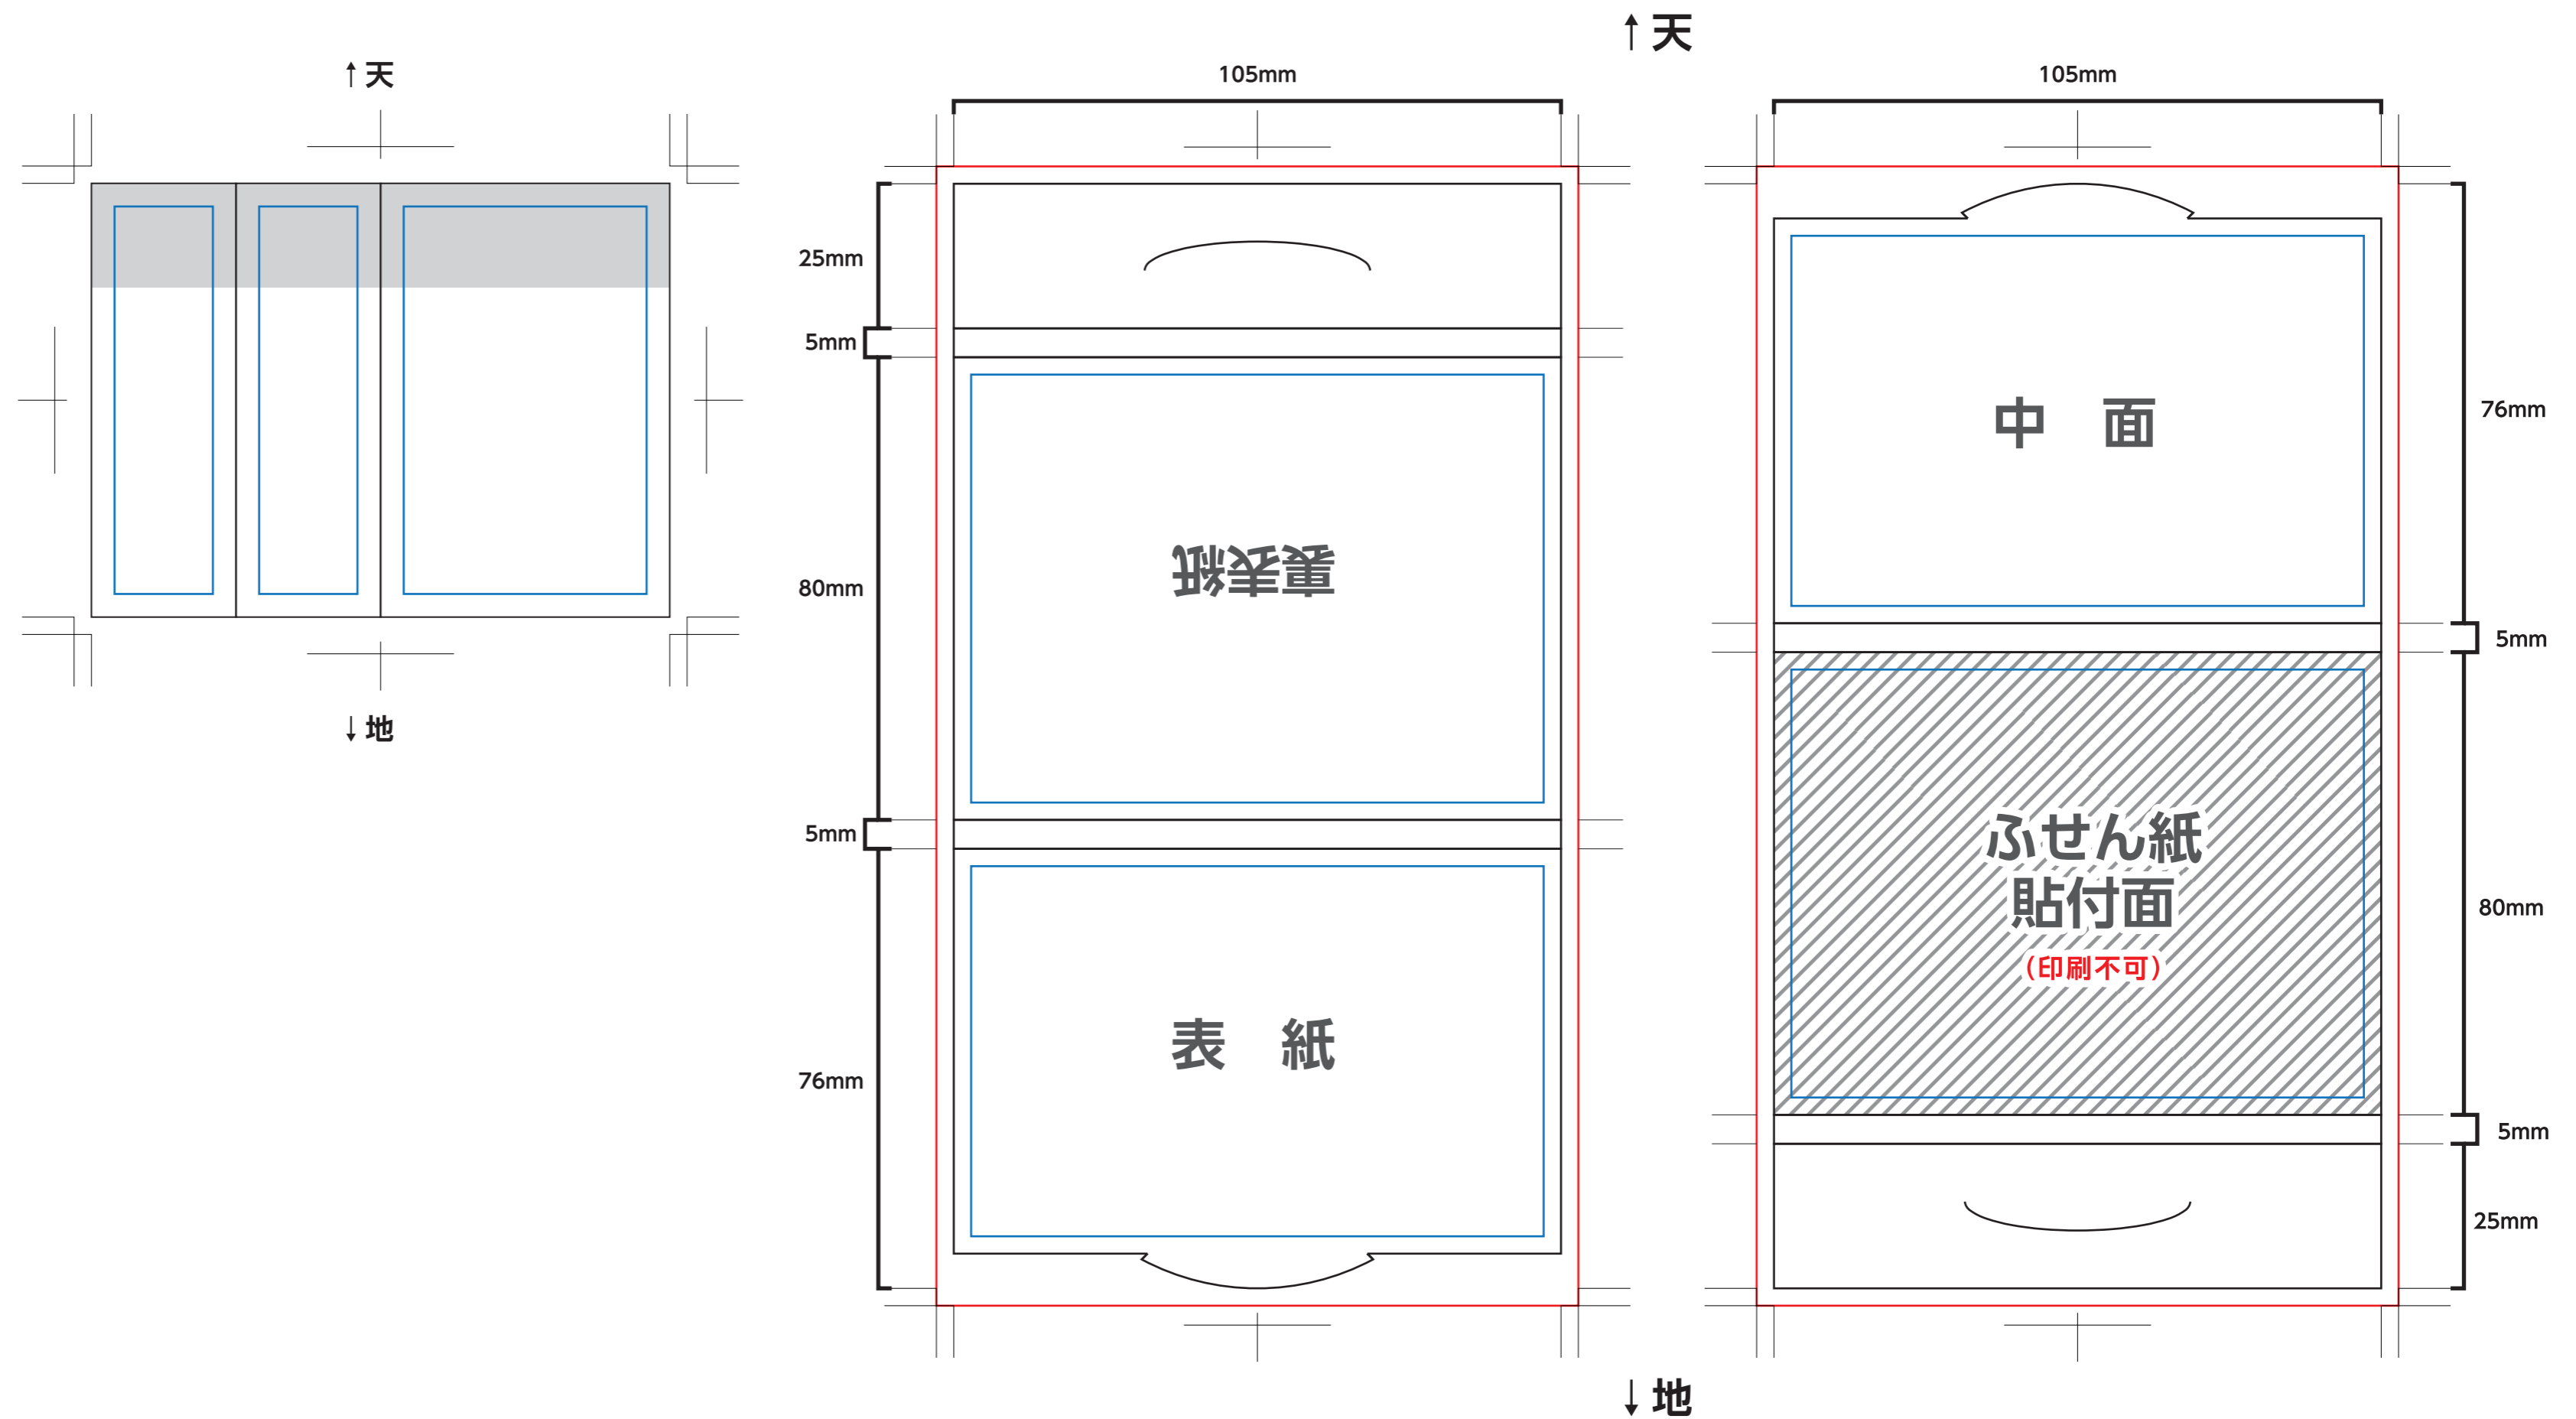 ↑天
↓地
↑天
105mm
25mm
5mm
80mm
5mm
76mm
裏表紙
表 紙
105mm
中 面
ふせん紙
貼付面
(印刷不可)
76mm
5mm
80mm
5mm
25mm
↓地